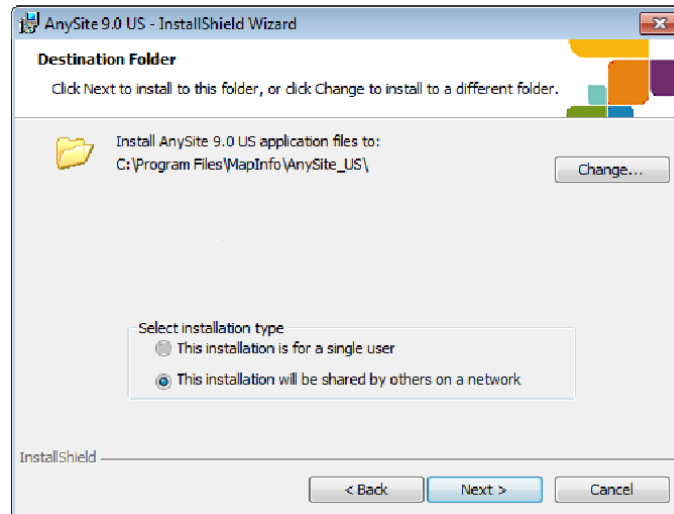 AnySite 9.0 US - InstallShield Wizard
Destination Folder
Click Next to install to this folder, or click Change to install to a different folder.
Install AnySite 9.0 US application files to:
C:\Program Files\MapInfo\AnySite_US\
Change...
Select installation type
This installation is for a single user
This installation will be shared by others on a network
InstallShield
< Back
Next >
Cancel